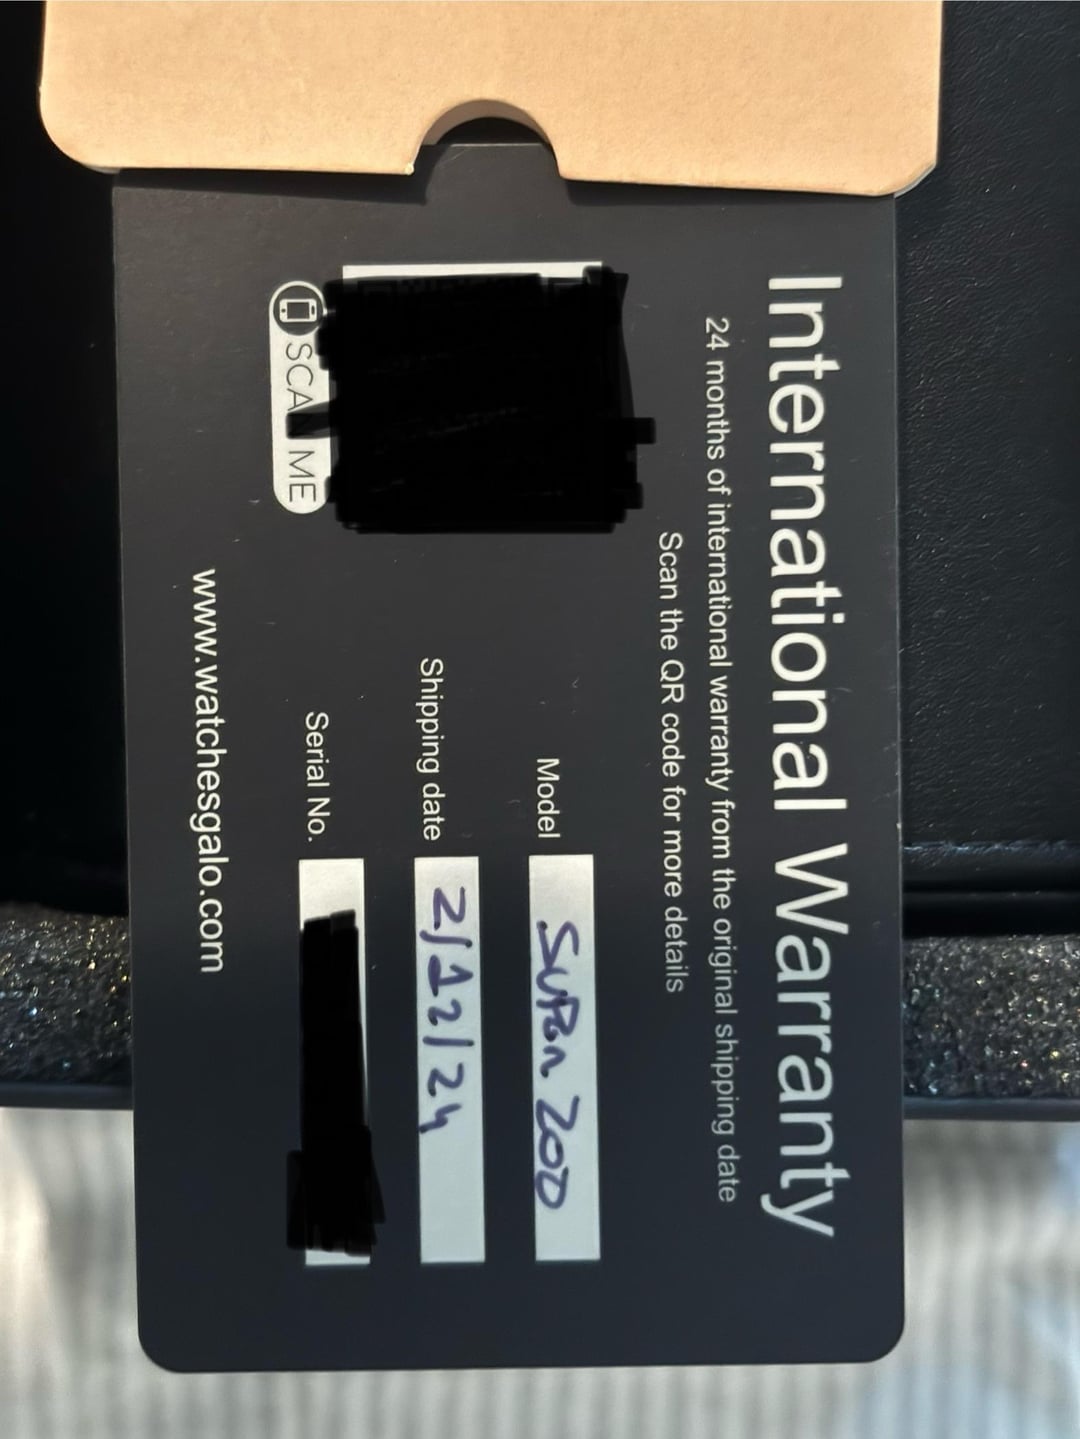 International Warranty
24 months of international warranty from the original shipping date
Scan the QR code for more details
Model Super 200
Shipping date 2/12/24
Serial No.
SCAN ME
www.watchesgalo.com